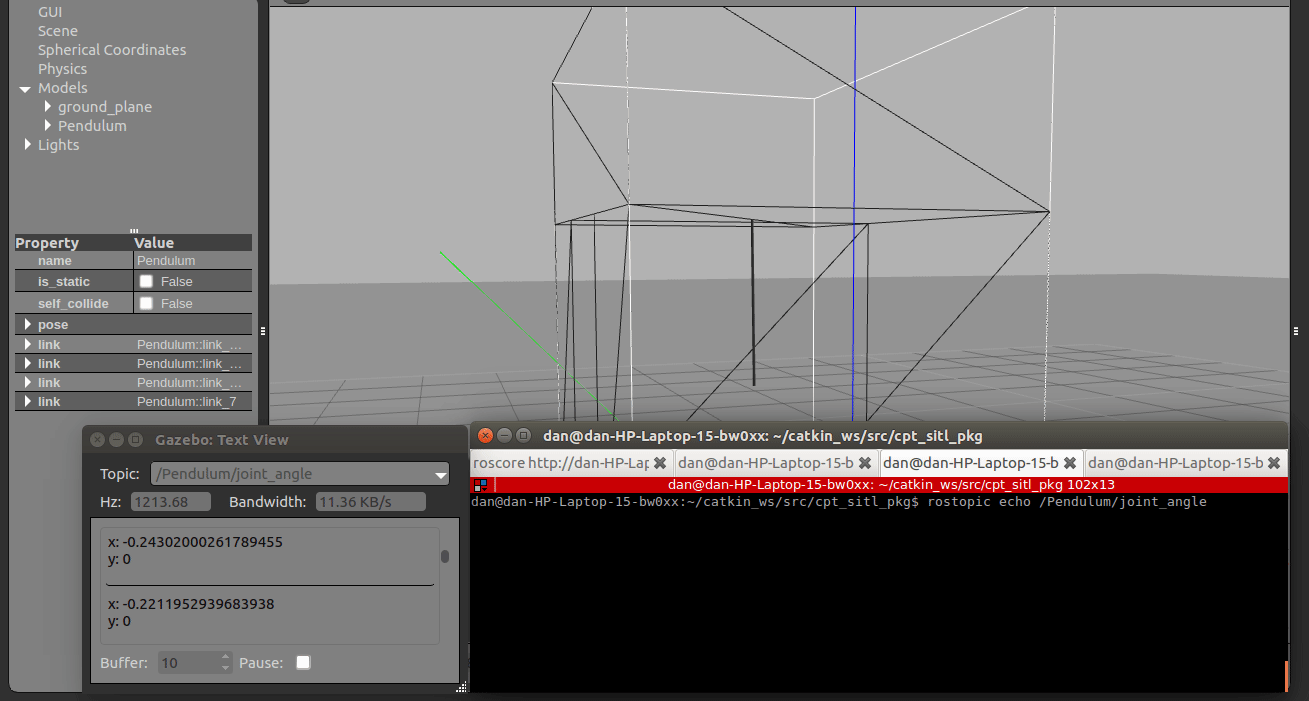 GUI
Scene
Spherical Coordinates
Physics
Models
ground_plane
Pendulum
Lights
Property Value
name Pendulum
is_static False
self_collide False
pose
link Pendulum::link_...
link Pendulum::link_...
link Pendulum::link_...
link Pendulum::link_7
Gazebo: Text View
Topic: /Pendulum/joint_angle
Hz: 1213.68 Bandwidth: 11.36 KB/s
x: -0.24302000261789455
y: 0
x: -0.2211952939683938
y: 0
Buffer: 10 Pause:
dan@dan-HP-Laptop-15-bw0xx: ~/catkin_ws/src/cpt_sitl_pkg
roscore http://dan-HP-Lap dan@dan-HP-Laptop-15-b dan@dan-HP-Laptop-15-b dan@dan-HP-Laptop-15-b
dan@dan-HP-Laptop-15-bw0xx: ~/catkin_ws/src/cpt_sitl_pkg 102x13
dan@dan-HP-Laptop-15-bw0xx:~/catkin_ws/src/cpt_sitl_pkg$ rostopic echo /Pendulum/joint_angle